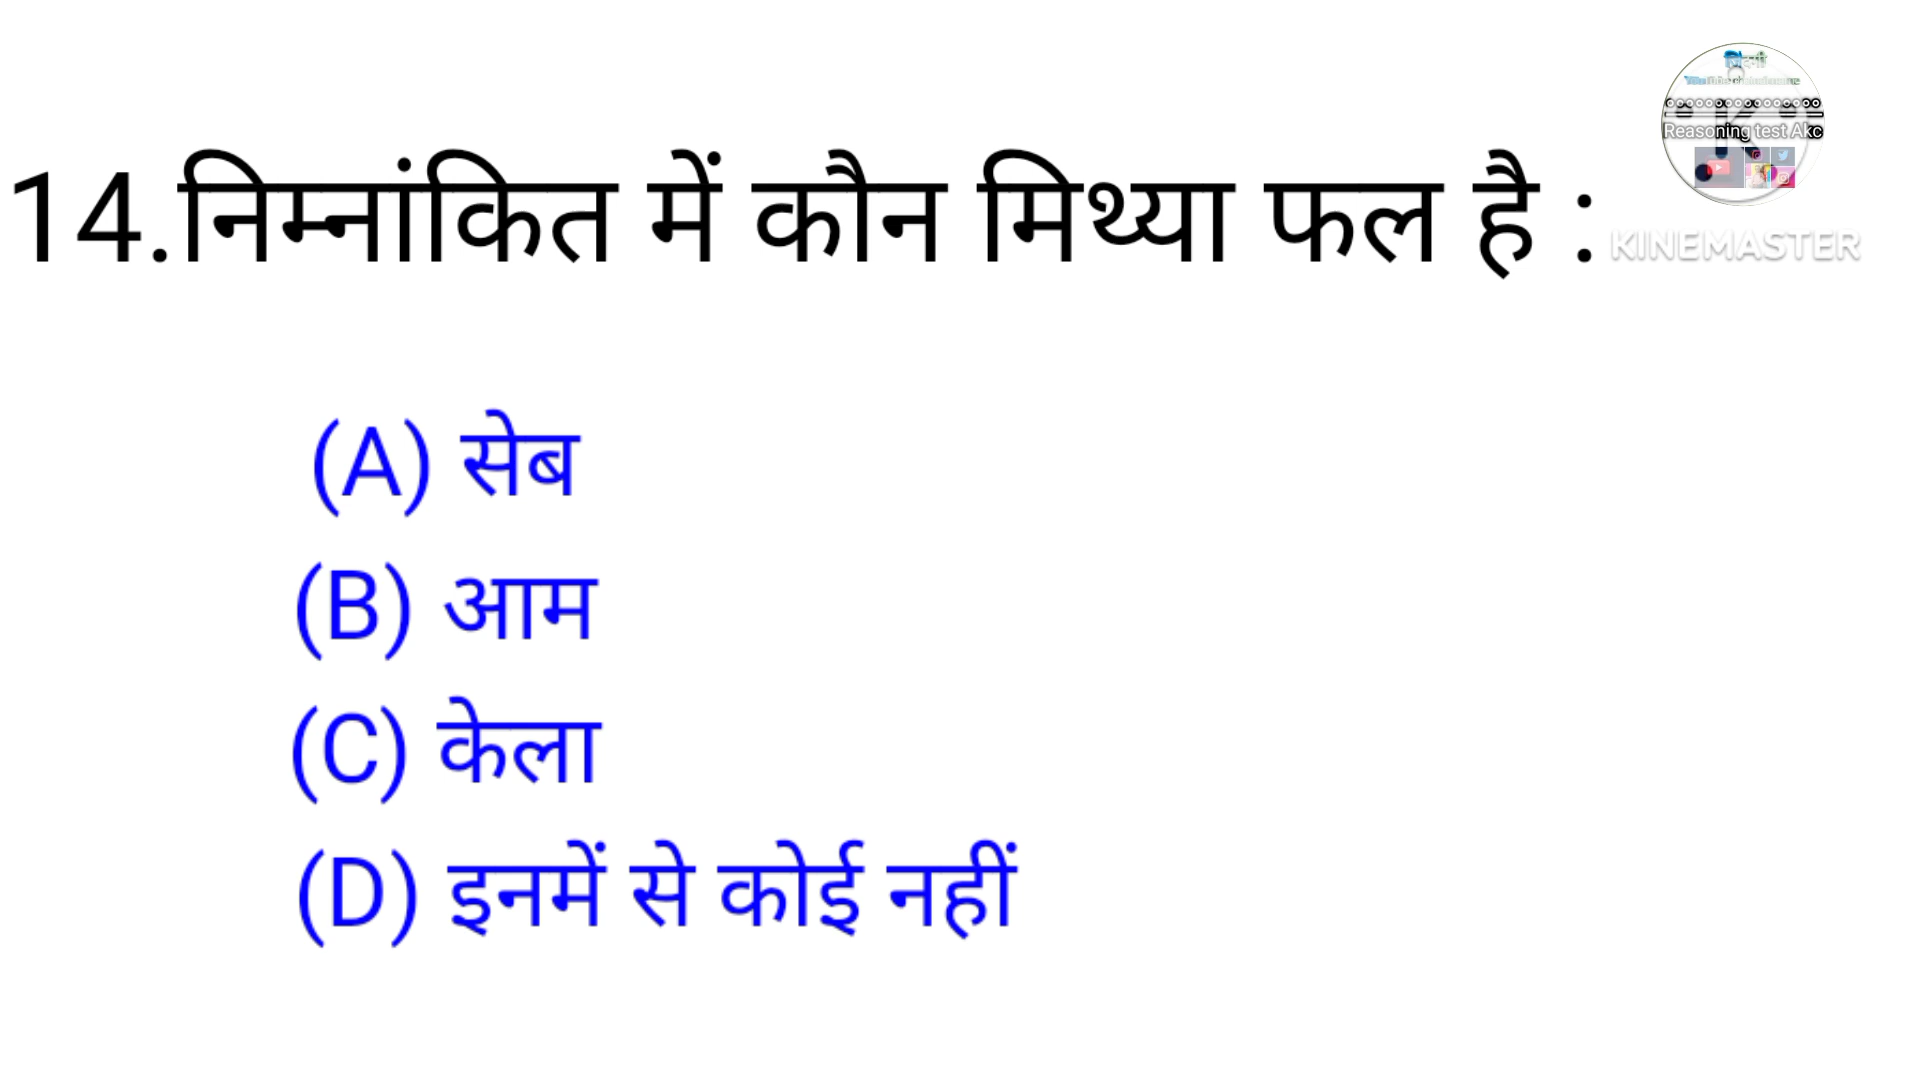 Reasoning test Akc
14.निम्नांकित में कौन मिथ्या फल है :
KINEMASTER
(A) सेब
(B) आम
(C) केला
(D) इनमें से कोई नहीं